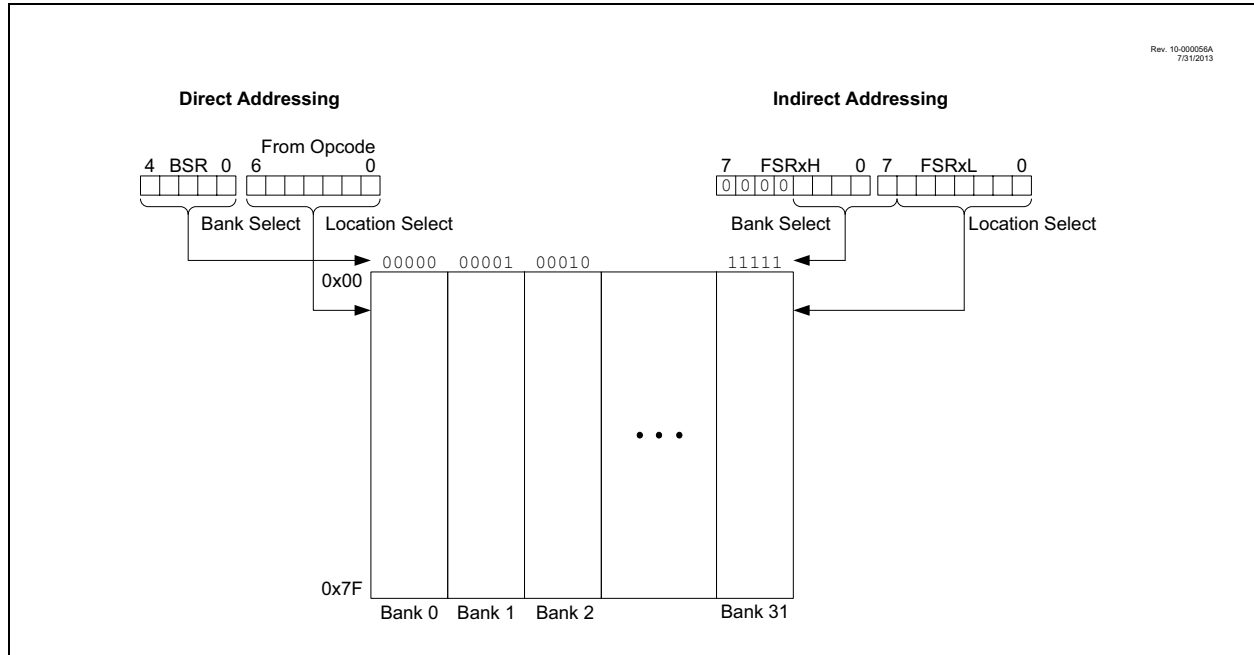 Rev. 10-000056A
7/31/2013
Direct Addressing
Indirect Addressing
From Opcode
4 BSR 0 6 0
7 FSRxH 0 7 FSRxL 0
0 0 0 0
Bank Select Location Select
Bank Select Location Select
00000 00001 00010 11111
0x00
0x7F
Bank 0 Bank 1 Bank 2 Bank 31